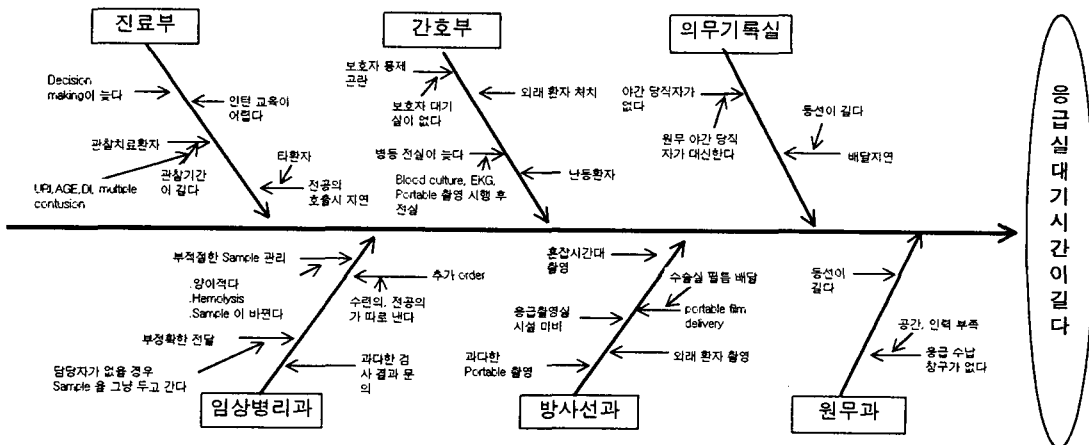 진료부
간호부
의무기록실
Decision
making이 늦다
인턴 교육이
어렵다
관찰치료환자
관찰기간
이 길다
URI,AGE,DI, multiple
contusion
타환자
전공의
호출시 지연
보호자 통제
곤란
보호자 대기
실이 없다
외래 환자 처치
병동 전실이 늦다
Blood culture, EKG,
Portable 촬영 시행 후
전실
난동환자
야간 당직자가
없다
원무 야간 당직
자가 대신한다
동선이 길다
배달지연
응급실대기시간이길다
부적절한 Sample 관리
.양이적다
.Hemolysis
.Sample 이 바뀐다
추가 order
수련의, 전공의
가 따로 낸다
부정확한 전달
담당자가 없을 경우
Sample 을 그냥 두고 간다
과다한 검
사 결과 문
의
혼잡시간대
촬영
수술실 필름 배달
portable film
delivery
응급촬영실
시설 미비
과다한
Portable 촬영
외래 환자 촬영
동선이
길다
공간, 인력 부족
응급 수납
창구가 없다
임상병리과
방사선과
원무과